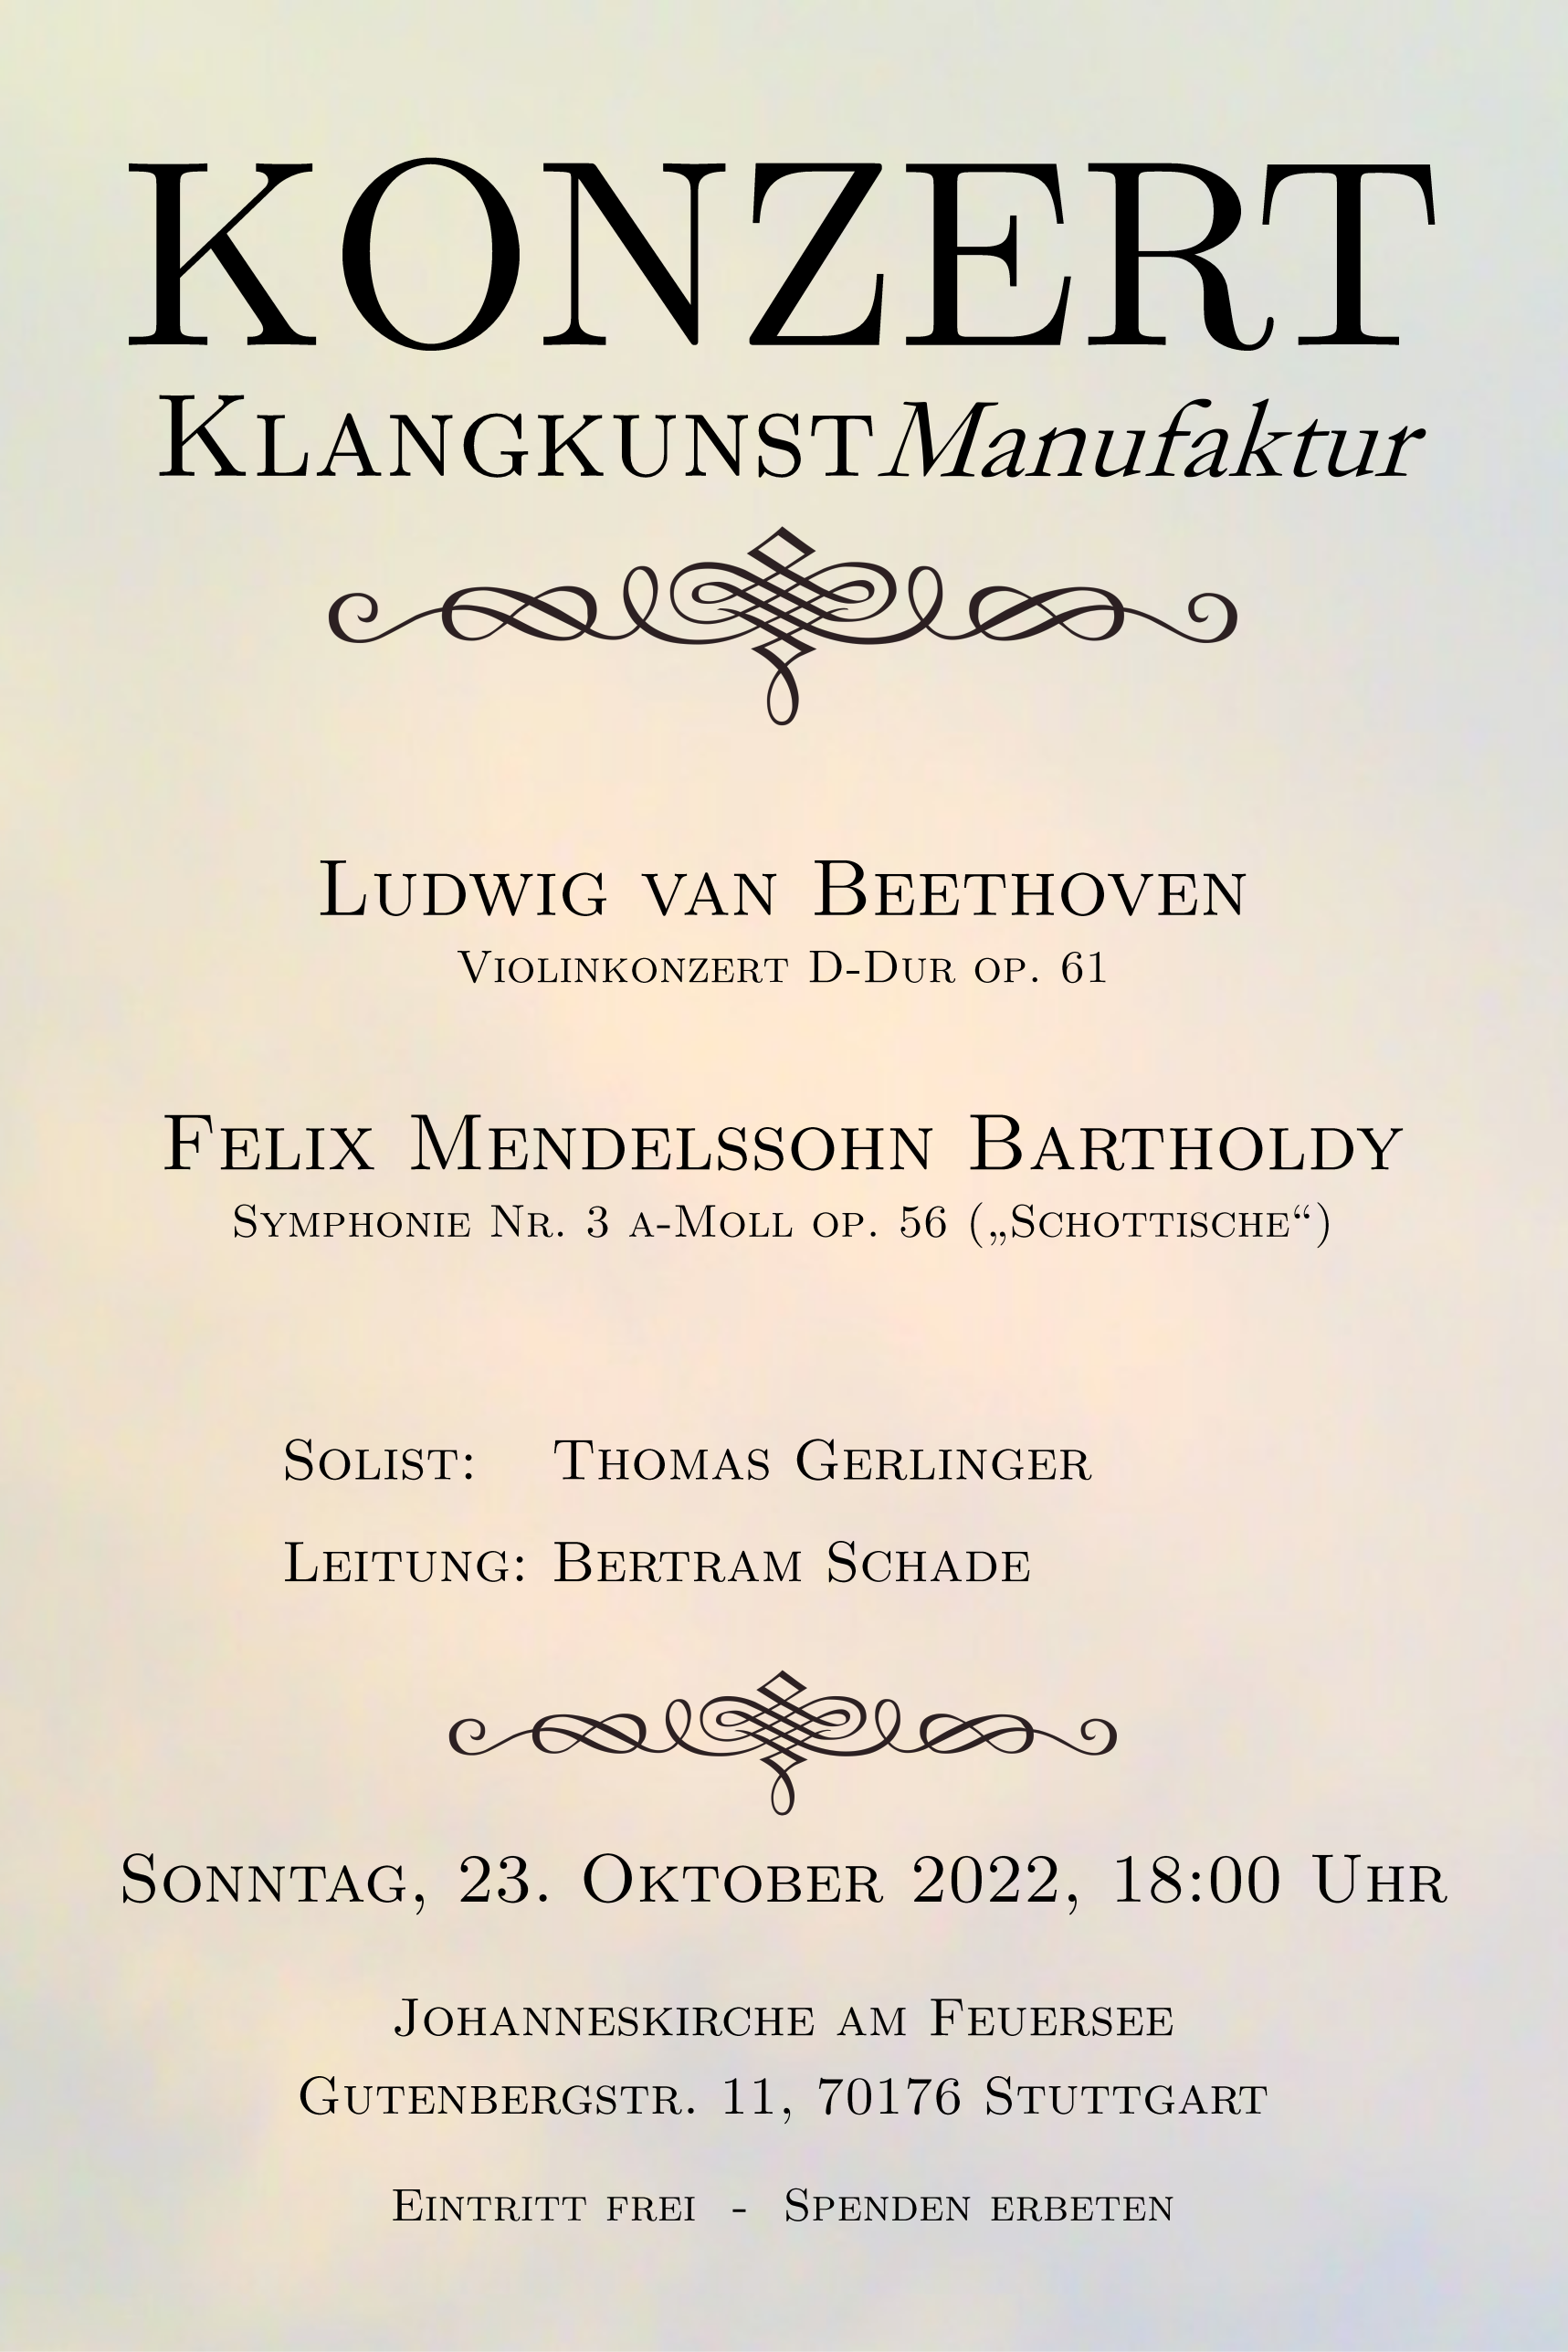 KONZERT
KLANGKUNSTManufaktur
LUDWIG VAN BEETHOVEN
VIOLINKONZERT D-DUR OP. 61
FELIX MENDELSSOHN BARTHOLDY
SYMPHONIE NR. 3 A-MOLL OP. 56 („SCHOTTISCHE“)
SOLIST: THOMAS GERLINGER
LEITUNG: BERTRAM SCHADE
SONNTAG, 23. OKTOBER 2022, 18:00 UHR
JOHANNESKIRCHE AM FEUERSEE
GUTENBERGSTR. 11, 70176 STUTTGART
EINTRITT FREI - SPENDEN ERBETEN